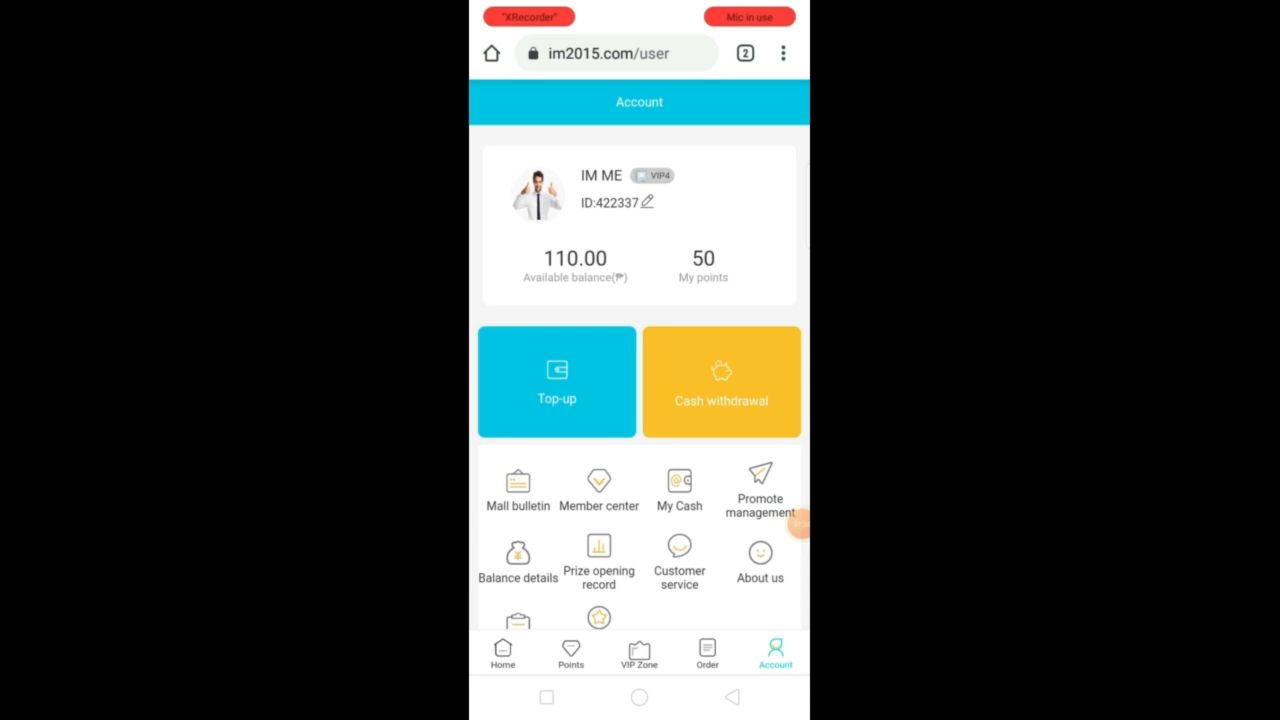 "XRecorder"
Mic in use
im2015.com/user
2
Account
IM ME
VIP4
ID:422337
110.00
50
Available balance(₱)
My points
Top-up
Cash withdrawal
Mall bulletin
Member center
My Cash
Promote
management
Balance details
Prize opening
record
Customer
service
About us
Home
Points
VIP Zone
Order
Account